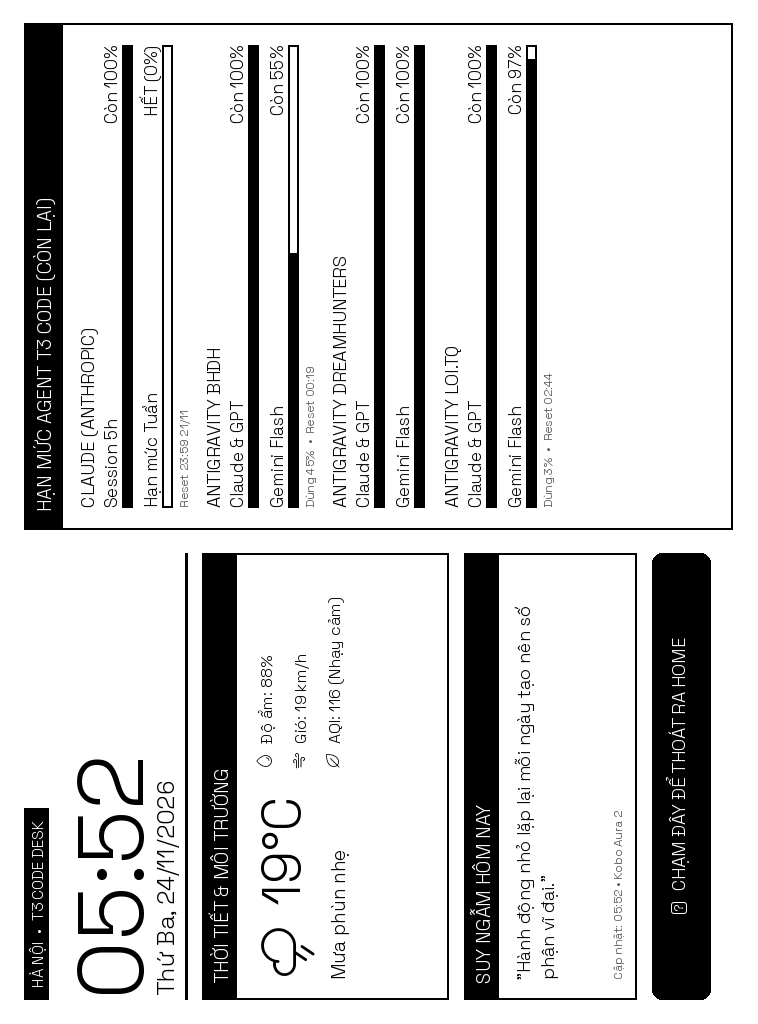 HÀ NỘI • T3 CODE DESK
05:52
Thứ Ba, 24/11/2026
THỜI TIẾT & MÔI TRƯỜNG
19°C
Mưa phùn nhẹ
Độ ẩm: 88%
Gió: 19 km/h
AQI: 116 (Nhạy cảm)
SUY NGẪM HÔM NAY
"Hành động nhỏ lặp lại mỗi ngày tạo nên số
phận vĩ đại."
Cập nhật: 05:52 • Kobo Aura 2
CHẠM ĐÂY ĐỂ THOÁT RA HOME
HẠN MỨC AGENT T3 CODE (CÒN LẠI)
CLAUDE (ANTHROPIC)
Session 5h Còn 100%
Hạn mức Tuần HẾT (0%)
Reset 23:59 21/11
ANTIGRAVITY BHDH
Claude & GPT Còn 100%
Gemini Flash Còn 55%
Dùng 45% • Reset 00:19
ANTIGRAVITY DREAMHUNTERS
Claude & GPT Còn 100%
Gemini Flash Còn 100%
ANTIGRAVITY LOI.TQ
Claude & GPT Còn 100%
Gemini Flash Còn 97%
Dùng 3% • Reset 02:44